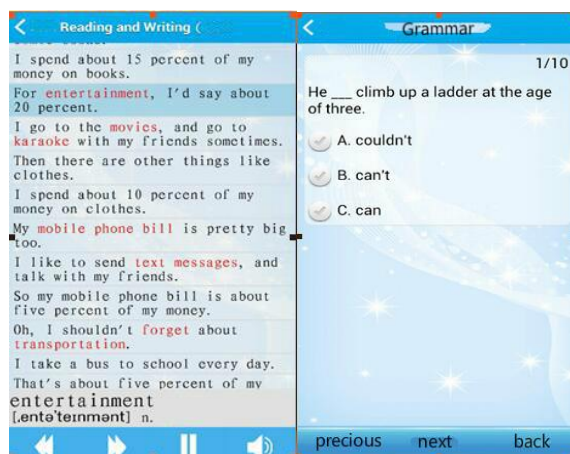 Reading and Writing (
I spend about 15 percent of my
money on books.
For entertainment, I'd say about
20 percent.
I go to the movies, and go to
karaoke with my friends sometimes.
Then there are other things like
clothes.
I spend about 10 percent of my
money on clothes.
My mobile phone bill is pretty big
too.
I like to send text messages, and
talk with my friends.
So my mobile phone bill is about
five percent of my money.
Oh, I shouldn't forget about
transportation.
I take a bus to school every day.
That's about five percent of my
entertainment
[ˌentəˈteɪnmənt] n.
Grammar
1/10
He ___ climb up a ladder at the age
of three.
A. couldn't
B. can't
C. can
precious next back